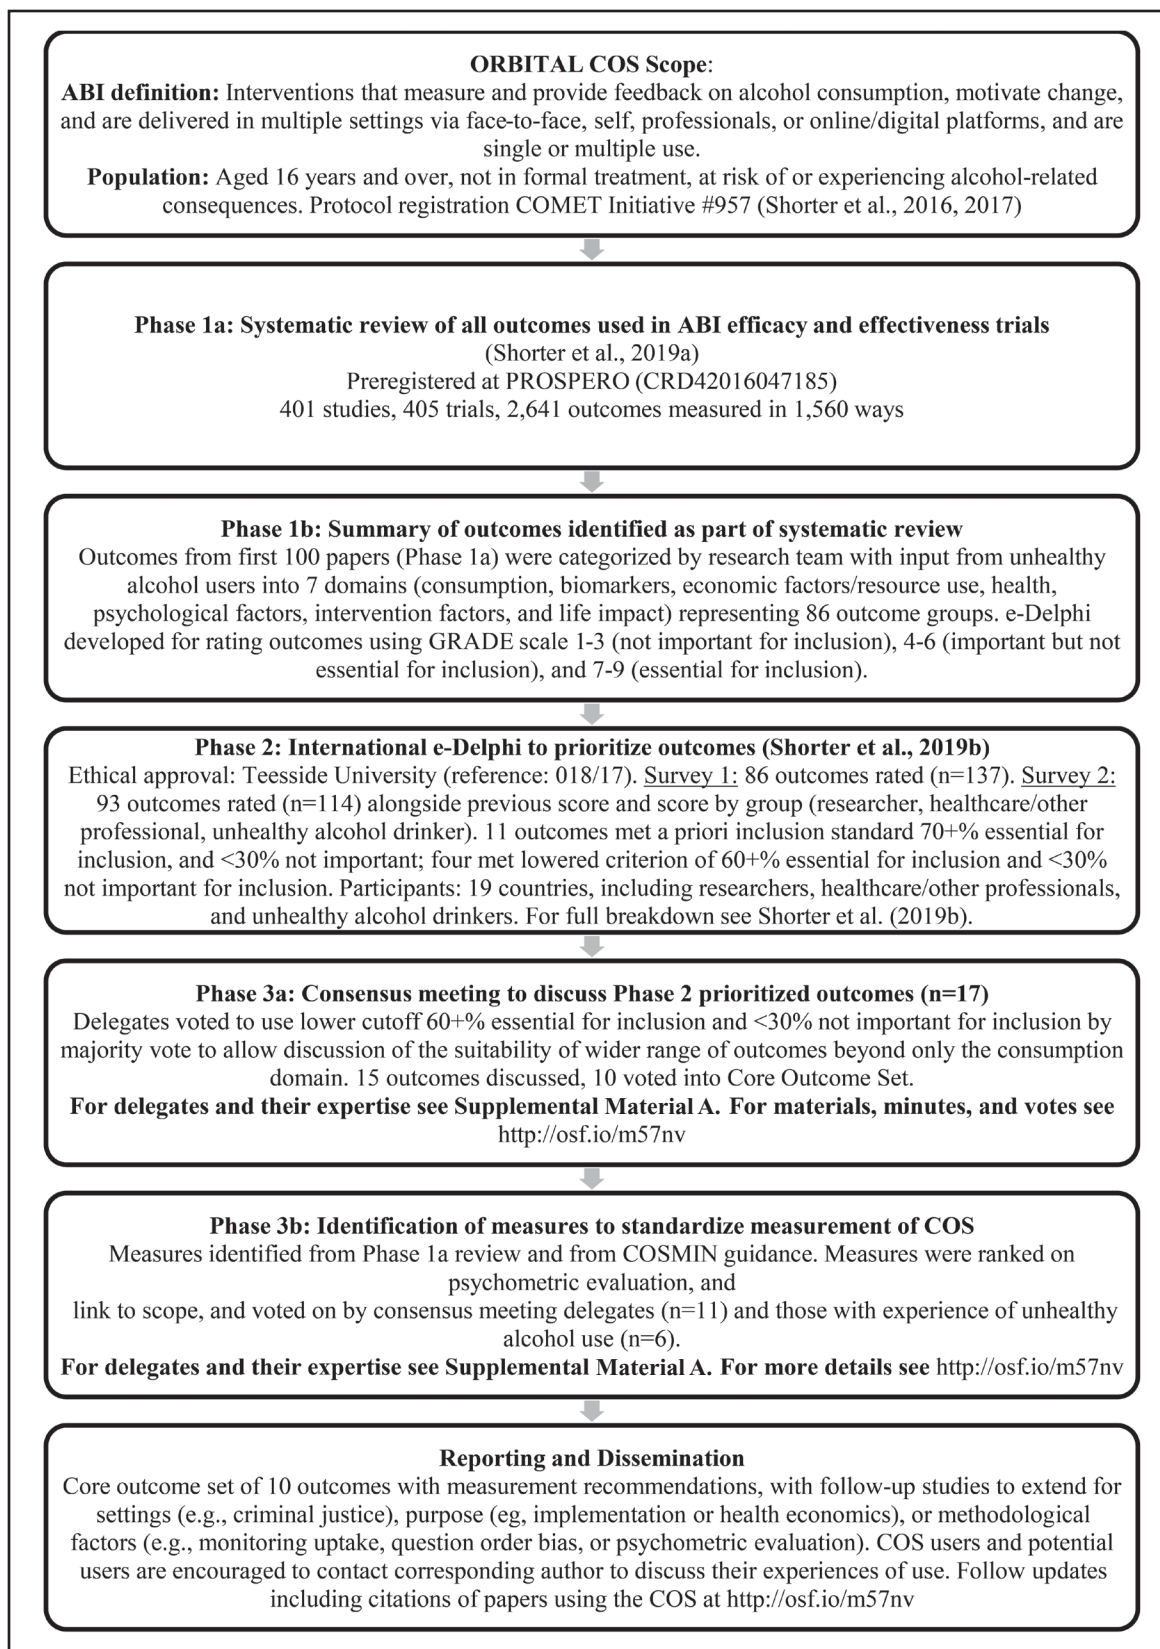 ORBITAL COS Scope:
ABI definition: Interventions that measure and provide feedback on alcohol consumption, motivate change,
and are delivered in multiple settings via face-to-face, self, professionals, or online/digital platforms, and are
single or multiple use.
Population: Aged 16 years and over, not in formal treatment, at risk of or experiencing alcohol-related
consequences. Protocol registration COMET Initiative #957 (Shorter et al., 2016, 2017)
Phase 1a: Systematic review of all outcomes used in ABI efficacy and effectiveness trials
(Shorter et al., 2019a)
Preregistered at PROSPERO (CRD42016047185)
401 studies, 405 trials, 2,641 outcomes measured in 1,560 ways
Phase 1b: Summary of outcomes identified as part of systematic review
Outcomes from first 100 papers (Phase 1a) were categorized by research team with input from unhealthy
alcohol users into 7 domains (consumption, biomarkers, economic factors/resource use, health,
psychological factors, intervention factors, and life impact) representing 86 outcome groups. e-Delphi
developed for rating outcomes using GRADE scale 1-3 (not important for inclusion), 4-6 (important but not
essential for inclusion), and 7-9 (essential for inclusion).
Phase 2: International e-Delphi to prioritize outcomes (Shorter et al., 2019b)
Ethical approval: Teesside University (reference: 018/17). Survey 1: 86 outcomes rated (n=137). Survey 2:
93 outcomes rated (n=114) alongside previous score and score by group (researcher, healthcare/other
professional, unhealthy alcohol drinker). 11 outcomes met a priori inclusion standard 70+% essential for
inclusion, and <30% not important; four met lowered criterion of 60+% essential for inclusion and <30%
not important for inclusion. Participants: 19 countries, including researchers, healthcare/other professionals,
and unhealthy alcohol drinkers. For full breakdown see Shorter et al. (2019b).
Phase 3a: Consensus meeting to discuss Phase 2 prioritized outcomes (n=17)
Delegates voted to use lower cutoff 60+% essential for inclusion and <30% not important for inclusion by
majority vote to allow discussion of the suitability of wider range of outcomes beyond only the consumption
domain. 15 outcomes discussed, 10 voted into Core Outcome Set.
For delegates and their expertise see Supplemental Material A. For materials, minutes, and votes see
http://osf.io/m57nv
Phase 3b: Identification of measures to standardize measurement of COS
Measures identified from Phase 1a review and from COSMIN guidance. Measures were ranked on
psychometric evaluation, and
link to scope, and voted on by consensus meeting delegates (n=11) and those with experience of unhealthy
alcohol use (n=6).
For delegates and their expertise see Supplemental Material A. For more details see http://osf.io/m57nv
Reporting and Dissemination
Core outcome set of 10 outcomes with measurement recommendations, with follow-up studies to extend for
settings (e.g., criminal justice), purpose (eg, implementation or health economics), or methodological
factors (e.g., monitoring uptake, question order bias, or psychometric evaluation). COS users and potential
users are encouraged to contact corresponding author to discuss their experiences of use. Follow updates
including citations of papers using the COS at http://osf.io/m57nv